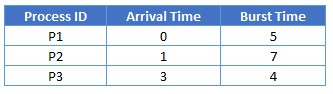 Process ID Arrival Time Burst Time
P1 0 5
P2 1 7
P3 3 4